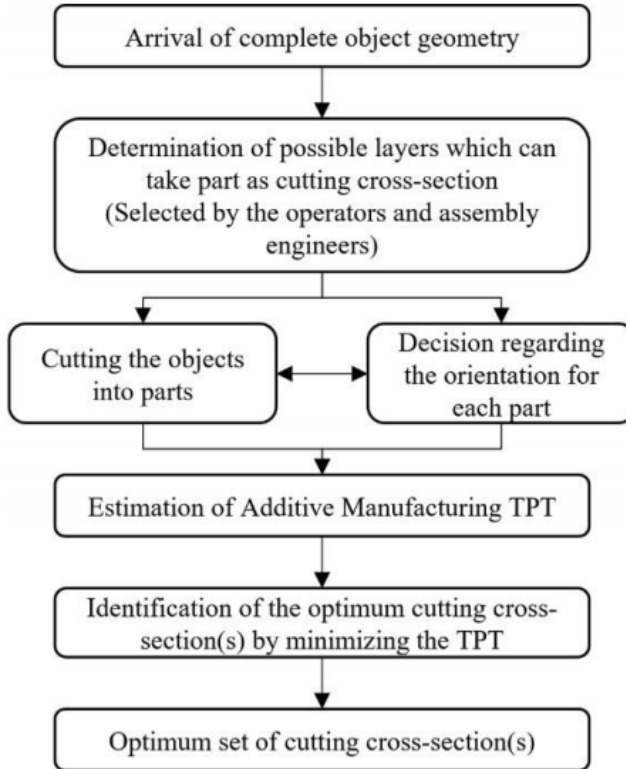 Arrival of complete object geometry
Determination of possible layers which can
take part as cutting cross-section
(Selected by the operators and assembly
engineers)
Cutting the objects
into parts
Decision regarding
the orientation for
each part
Estimation of Additive Manufacturing TPT
Identification of the optimum cutting cross-
section(s) by minimizing the TPT
Optimum set of cutting cross-section(s)